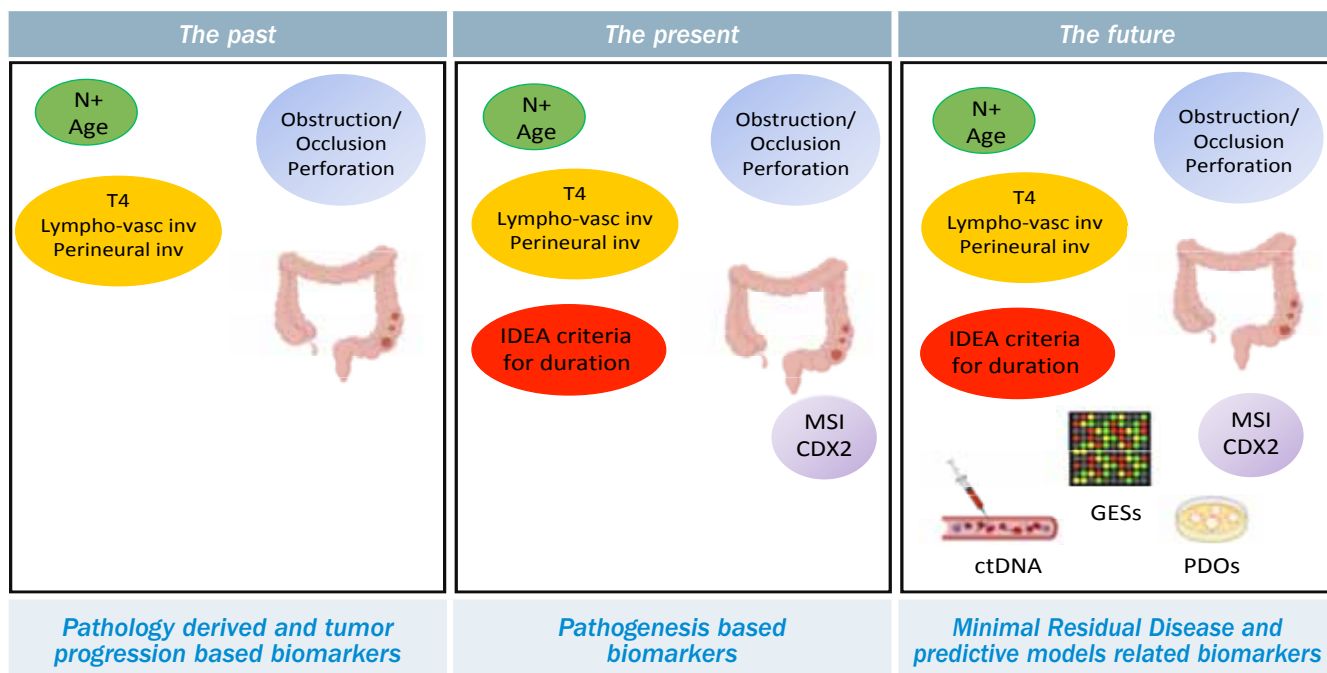 The past
N+
Age
Obstruction/
Occlusion
Perforation
T4
Lympho-vasc inv
Perineural inv
Pathology derived and tumor
progression based biomarkers
The present
N+
Age
Obstruction/
Occlusion
Perforation
T4
Lympho-vasc inv
Perineural inv
IDEA criteria
for duration
MSI
CDX2
Pathogenesis based
biomarkers
The future
N+
Age
Obstruction/
Occlusion
Perforation
T4
Lympho-vasc inv
Perineural inv
IDEA criteria
for duration
MSI
CDX2
GESs
ctDNA
PDOs
Minimal Residual Disease and
predictive models related biomarkers